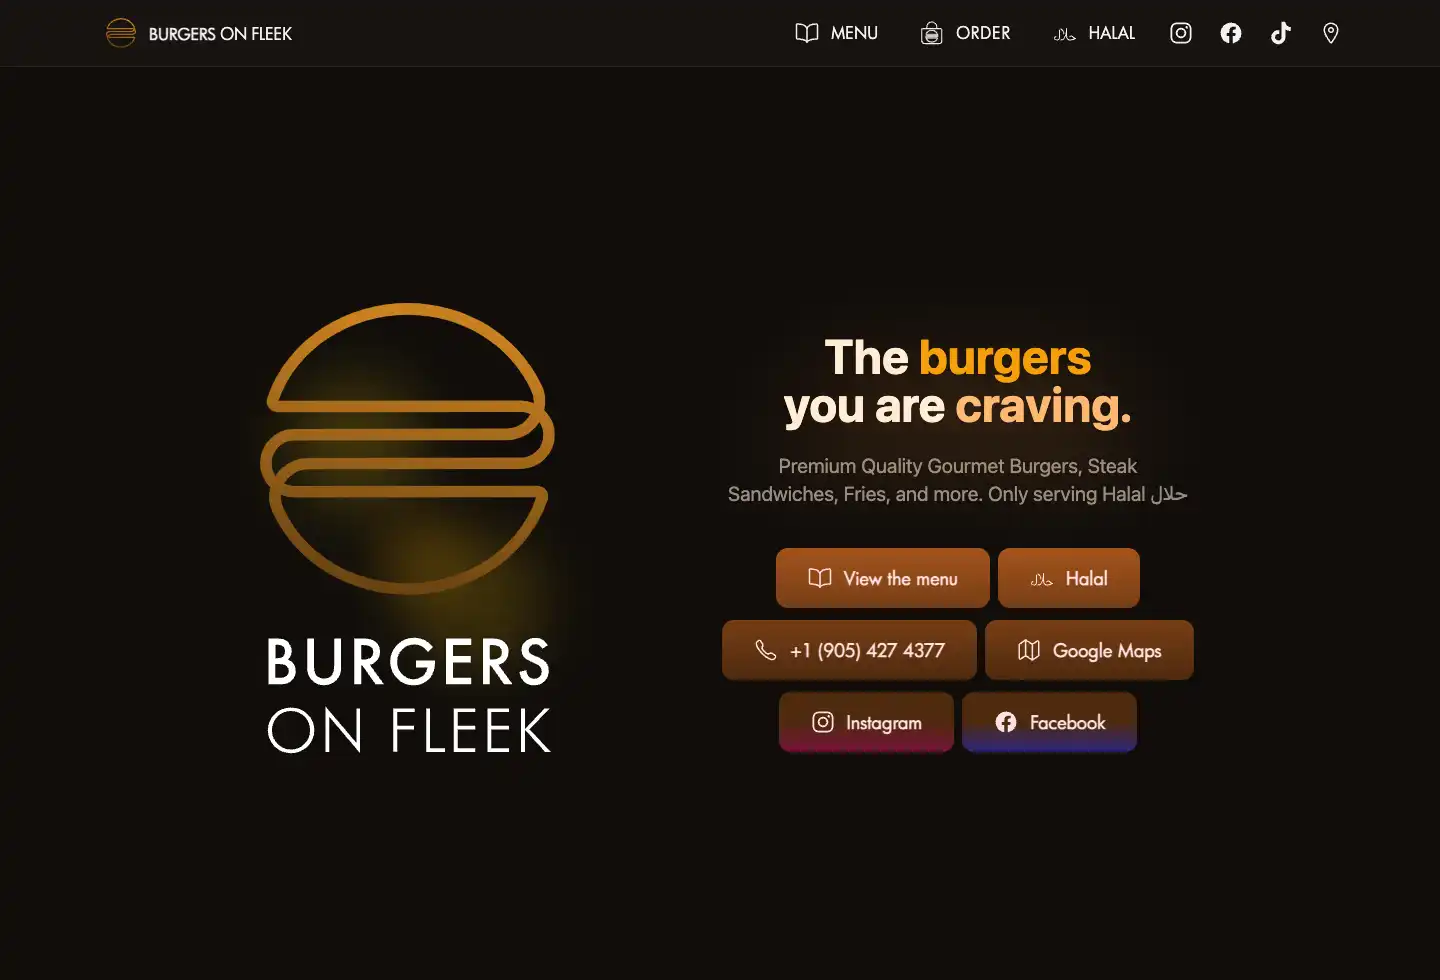 BURGERS ON FLEEK
MENU
ORDER
حلال HALAL
BURGERS
ON FLEEK
The burgers
you are craving.
Premium Quality Gourmet Burgers, Steak
Sandwiches, Fries, and more. Only serving Halal حلال
View the menu
حلال Halal
+1 (905) 427 4377
Google Maps
Instagram
Facebook